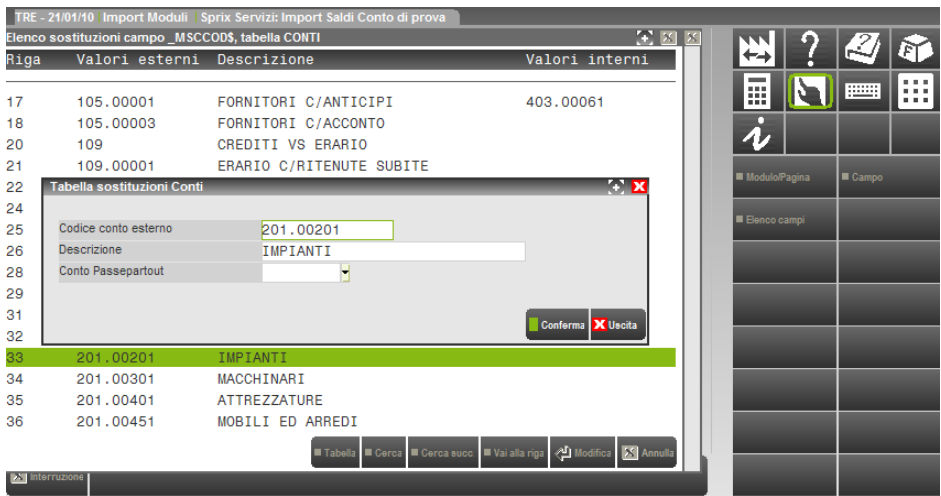 TRE - 21/01/10 Import Moduli Sprix Servizi: Import Saldi Conto di prova
Elenco sostituzioni campo _MSCCOD$, tabella CONTI
Riga Valori esterni Descrizione Valori interni
17 105.00001 FORNITORI C/ANTICIPI 403.00061
18 105.00003 FORNITORI C/ACCONTO
20 109 CREDITI VS ERARIO
21 109.00001 ERARIO C/RITENUTE SUBITE
22
Tabella sostituzioni Conti
24
25
Codice conto esterno 201.00201
26
Descrizione IMPIANTI
28
Conto Passepartout
29
31
Conferma Uscita
32
33 201.00201 IMPIANTI
34 201.00301 MACCHINARI
35 201.00401 ATTREZZATURE
36 201.00451 MOBILI ED ARREDI
Tabella Cerca Cerca succ Vai alla riga Modifica Annulla
Interruzione
Modulo/Pagina Campo
Elenco campi